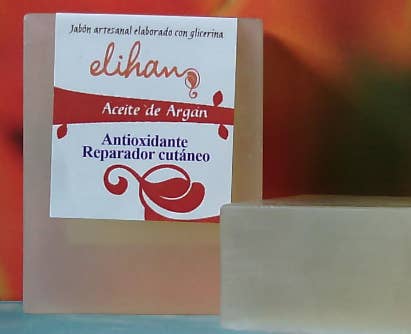 Jabón artesanal elaborado con glicerina
elihan
Aceite de Argán
Antioxidante
Reparador cutáneo